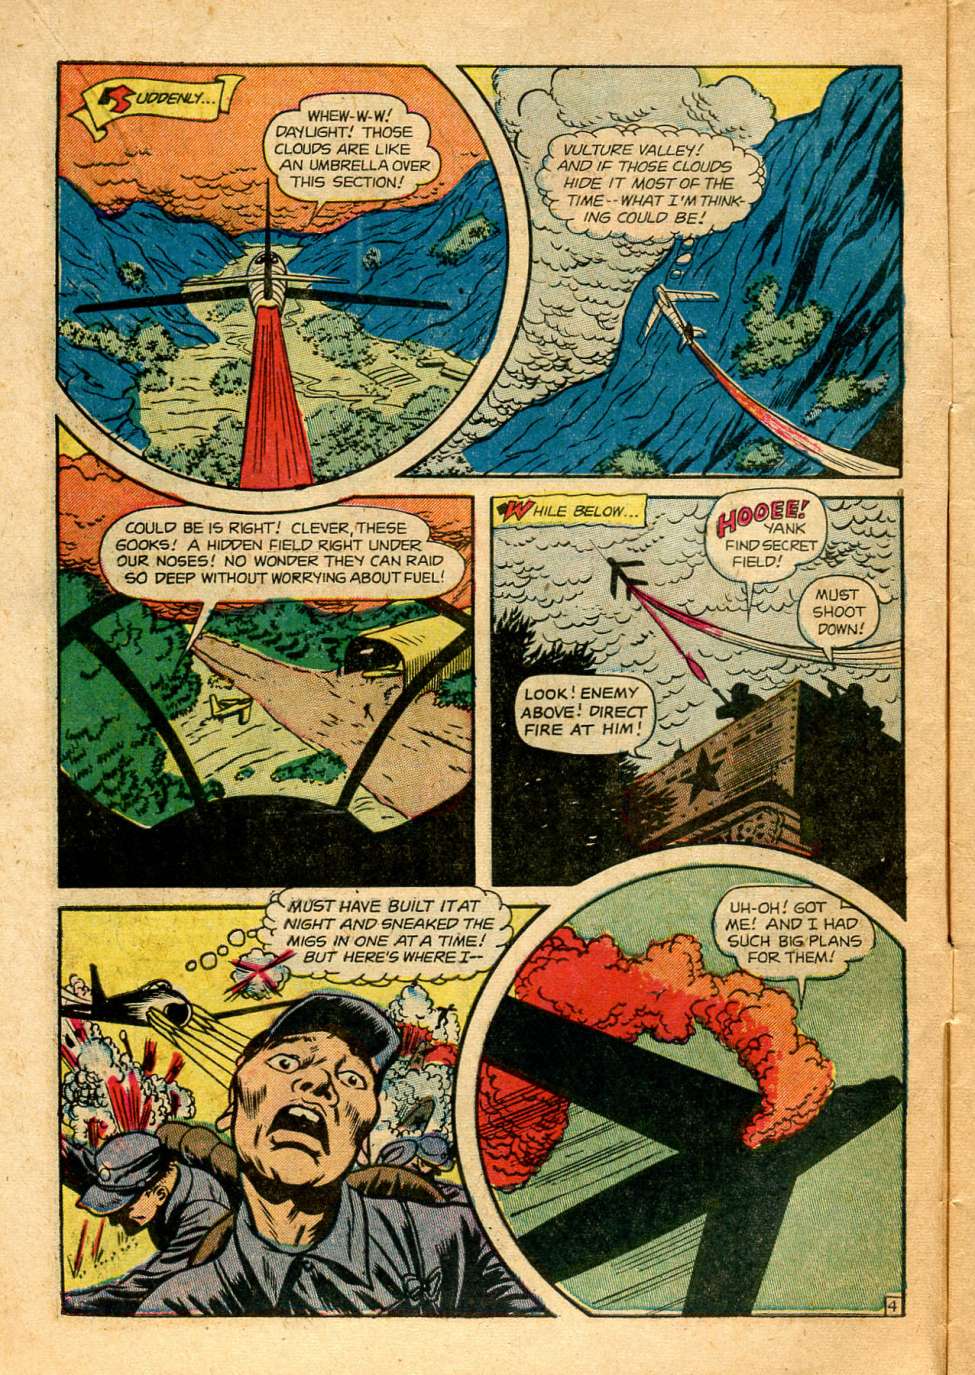 SUDDENLY...
WHEW-W-W!
DAYLIGHT! THOSE
CLOUDS ARE LIKE
AN UMBRELLA OVER
THIS SECTION!
VULTURE VALLEY!
AND IF THOSE CLOUDS
HIDE IT MOST OF THE
TIME--WHAT I'M THINK-
ING COULD BE!
COULD BE IS RIGHT! CLEVER, THESE
GOOKS! A HIDDEN FIELD RIGHT UNDER
OUR NOSES! NO WONDER THEY CAN RAID
SO DEEP WITHOUT WORRYING ABOUT FUEL!
WHILE BELOW...
HOOEE!
YANK
FIND SECRET
FIELD!
MUST
SHOOT
DOWN!
LOOK! ENEMY
ABOVE! DIRECT
FIRE AT HIM!
MUST HAVE BUILT IT AT
NIGHT AND SNEAKED THE
MIGS IN ONE AT A TIME!
BUT HERE'S WHERE I--
UH-OH! GOT
ME! AND I HAD
SUCH BIG PLANS
FOR THEM!
4